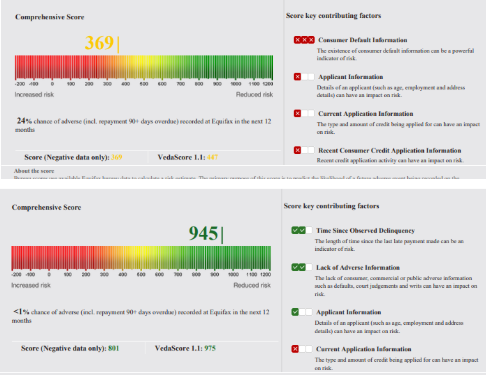 Comprehensive Score
369
-200 -100 0 100 200 300 400 500 600 700 800 900 1000 1100 1200
Increased risk
Reduced risk
24% chance of adverse (incl. repayment 90+ days overdue) recorded at Equifax in the next 12
months
Score (Negative data only): 369
VedaScore 1.1: 447
About the score
Score key contributing factors
Consumer Default Information
The existence of consumer default information can be a powerful
indicator of risk.
Applicant Information
Details of an applicant (such as age, employment and address
details) can have an impact on risk.
Current Application Information
The type and amount of credit being applied for can have an impact
on risk.
Recent Consumer Credit Application Information
Recent credit application activity can have an impact on risk.
Comprehensive Score
945
-200 -100 0 100 200 300 400 500 600 700 800 900 1000 1100 1200
Increased risk
Reduced risk
<1% chance of adverse (incl. repayment 90+ days overdue) recorded at Equifax in the next 12
months
Score (Negative data only): 801
VedaScore 1.1: 975
Score key contributing factors
Time Since Observed Delinquency
The length of time since the last late payment made can be an
indicator of risk.
Lack of Adverse Information
The lack of consumer, commercial or public adverse information
such as defaults, court judgements and writs can have an impact on
risk.
Applicant Information
Details of an applicant (such as age, employment and address
details) can have an impact on risk.
Current Application Information
The type and amount of credit being applied for can have an impact
on risk.